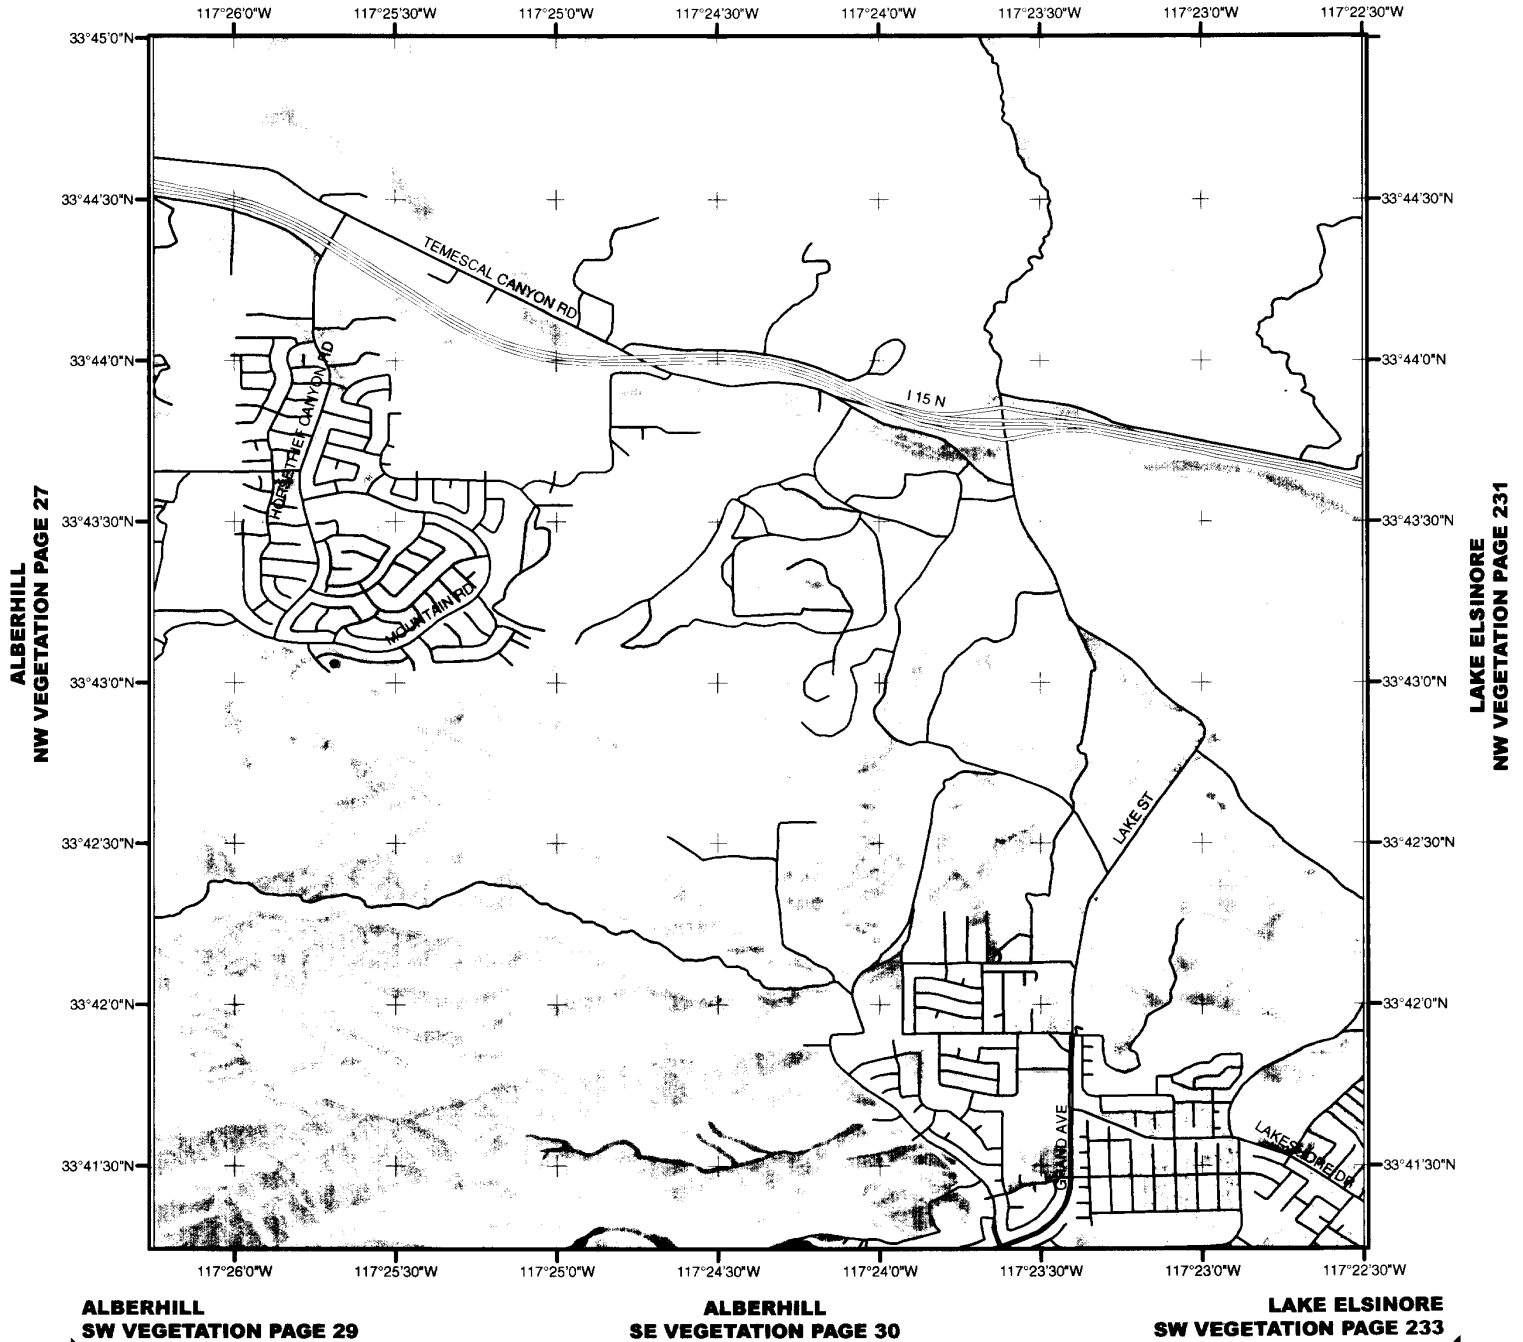 117°26'0"W 117°25'30"W 117°25'0"W 117°24'30"W 117°24'0"W 117°23'30"W 117°23'0"W 117°22'30"W
33°45'0"N
33°44'30"N 33°44'30"N
TEMESCAL CANYON RD
33°44'0"N 33°44'0"N
HORSETHIEF CANYON RD
I 15 N
33°43'30"N 33°43'30"N
ALBERHILL
NW VEGETATION PAGE 27
LAKE ELSINORE
NW VEGETATION PAGE 231
MOUNTAIN RD
33°43'0"N 33°43'0"N
LAKE ST
33°42'30"N 33°42'30"N
33°42'0"N 33°42'0"N
GRAND AVE
LAKESHORE DR
33°41'30"N 33°41'30"N
117°26'0"W 117°25'30"W 117°25'0"W 117°24'30"W 117°24'0"W 117°23'30"W 117°23'0"W 117°22'30"W
ALBERHILL
SW VEGETATION PAGE 29
ALBERHILL
SE VEGETATION PAGE 30
LAKE ELSINORE
SW VEGETATION PAGE 233